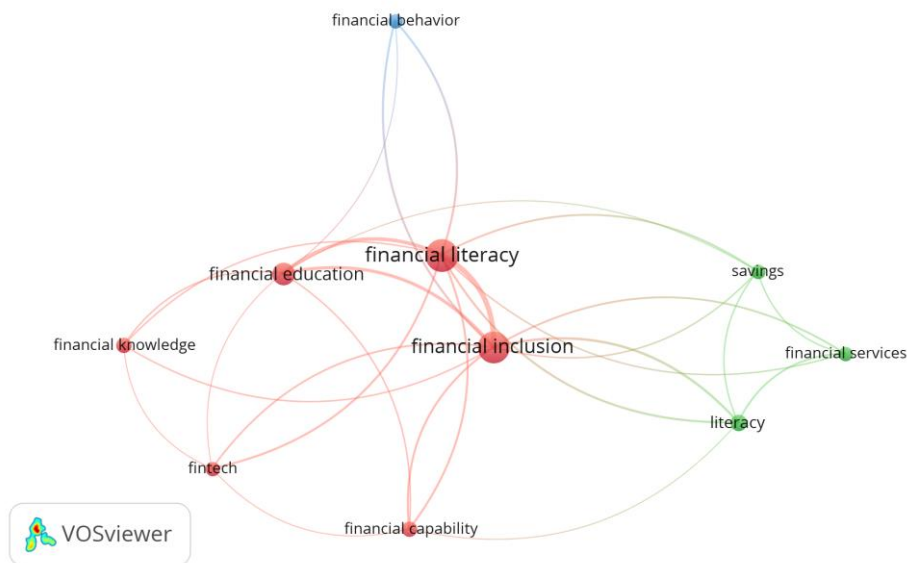 financial behavior
financial literacy
financial education
savings
financial knowledge
financial inclusion
financial services
literacy
fintech
financial capability
VOSviewer